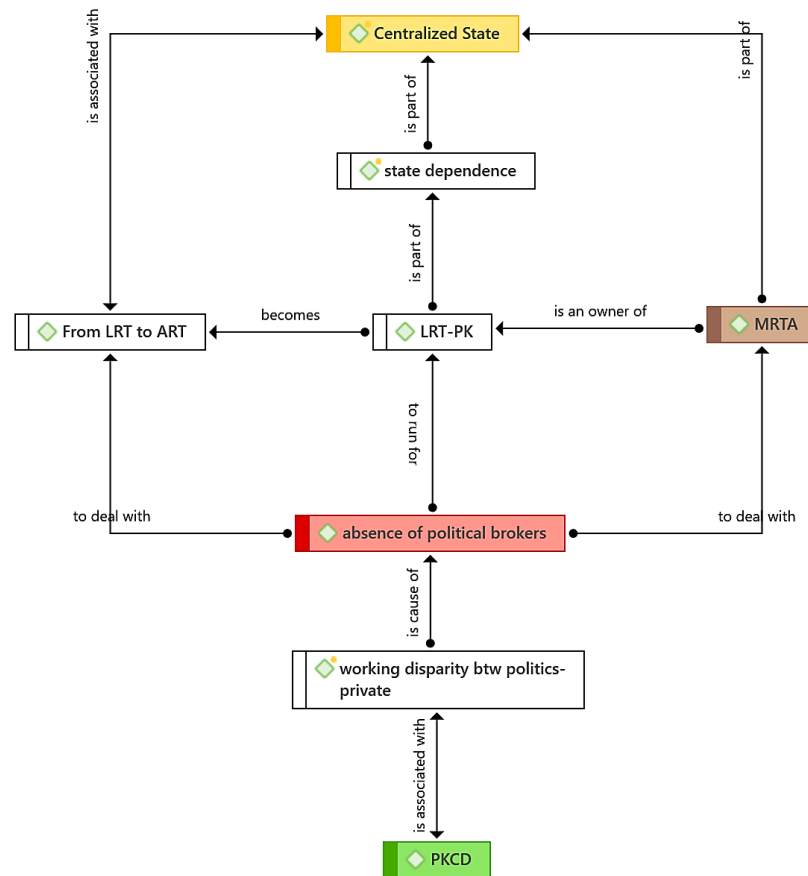 Centralized State
is associated with
is part of
is part of
state dependence
is part of
From LRT to ART
becomes
LRT-PK
is an owner of
MRTA
to run for
to deal with
to deal with
absence of political brokers
is cause of
working disparity btw politics-
private
is associated with
PKCD